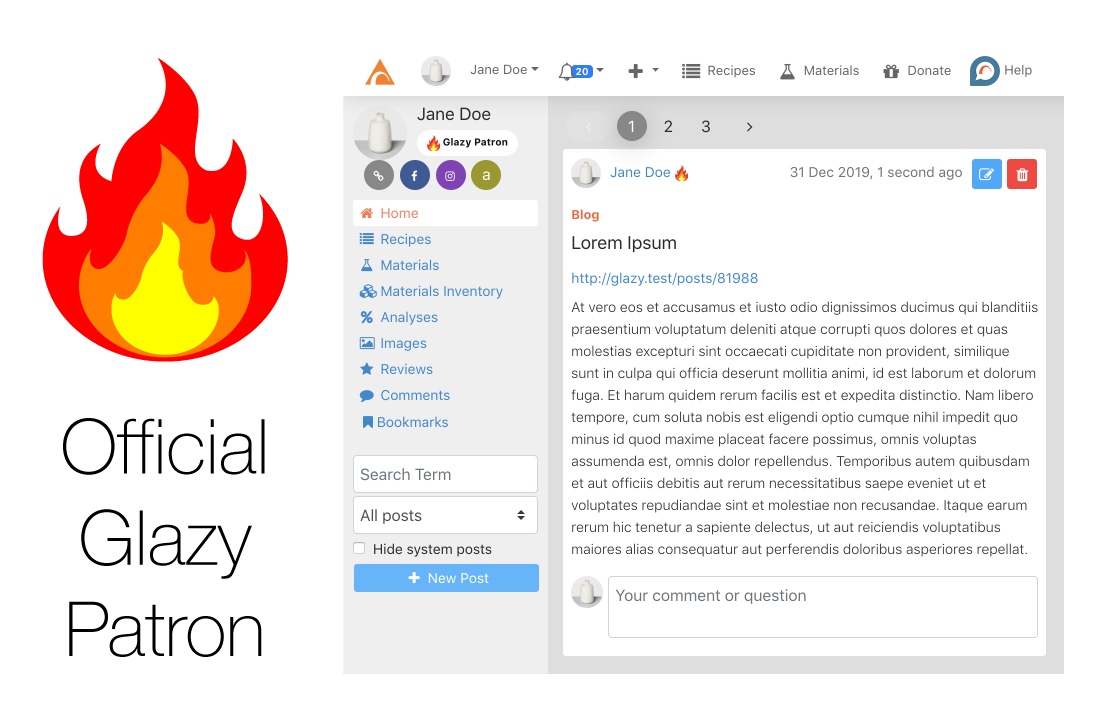 Official
Glazy
Patron
Jane Doe
20
Recipes
Materials
Donate
Help
Jane Doe
Glazy Patron
a
Home
Recipes
Materials
Materials Inventory
Analyses
Images
Reviews
Comments
Bookmarks
Search Term
All posts
Hide system posts
New Post
1 2 3
Jane Doe 31 Dec 2019, 1 second ago
Blog
Lorem Ipsum
http://glazy.test/posts/81988
At vero eos et accusamus et iusto odio dignissimos ducimus qui blanditiis
praesentium voluptatum deleniti atque corrupti quos dolores et quas
molestias excepturi sint occaecati cupiditate non provident, similique
sunt in culpa qui officia deserunt mollitia animi, id est laborum et dolorum
fuga. Et harum quidem rerum facilis est et expedita distinctio. Nam libero
tempore, cum soluta nobis est eligendi optio cumque nihil impedit quo
minus id quod maxime placeat facere possimus, omnis voluptas
assumenda est, omnis dolor repellendus. Temporibus autem quibusdam
et aut officiis debitis aut rerum necessitatibus saepe eveniet ut et
voluptates repudiandae sint et molestiae non recusandae. Itaque earum
rerum hic tenetur a sapiente delectus, ut aut reiciendis voluptatibus
maiores alias consequatur aut perferendis doloribus asperiores repellat.
Your comment or question